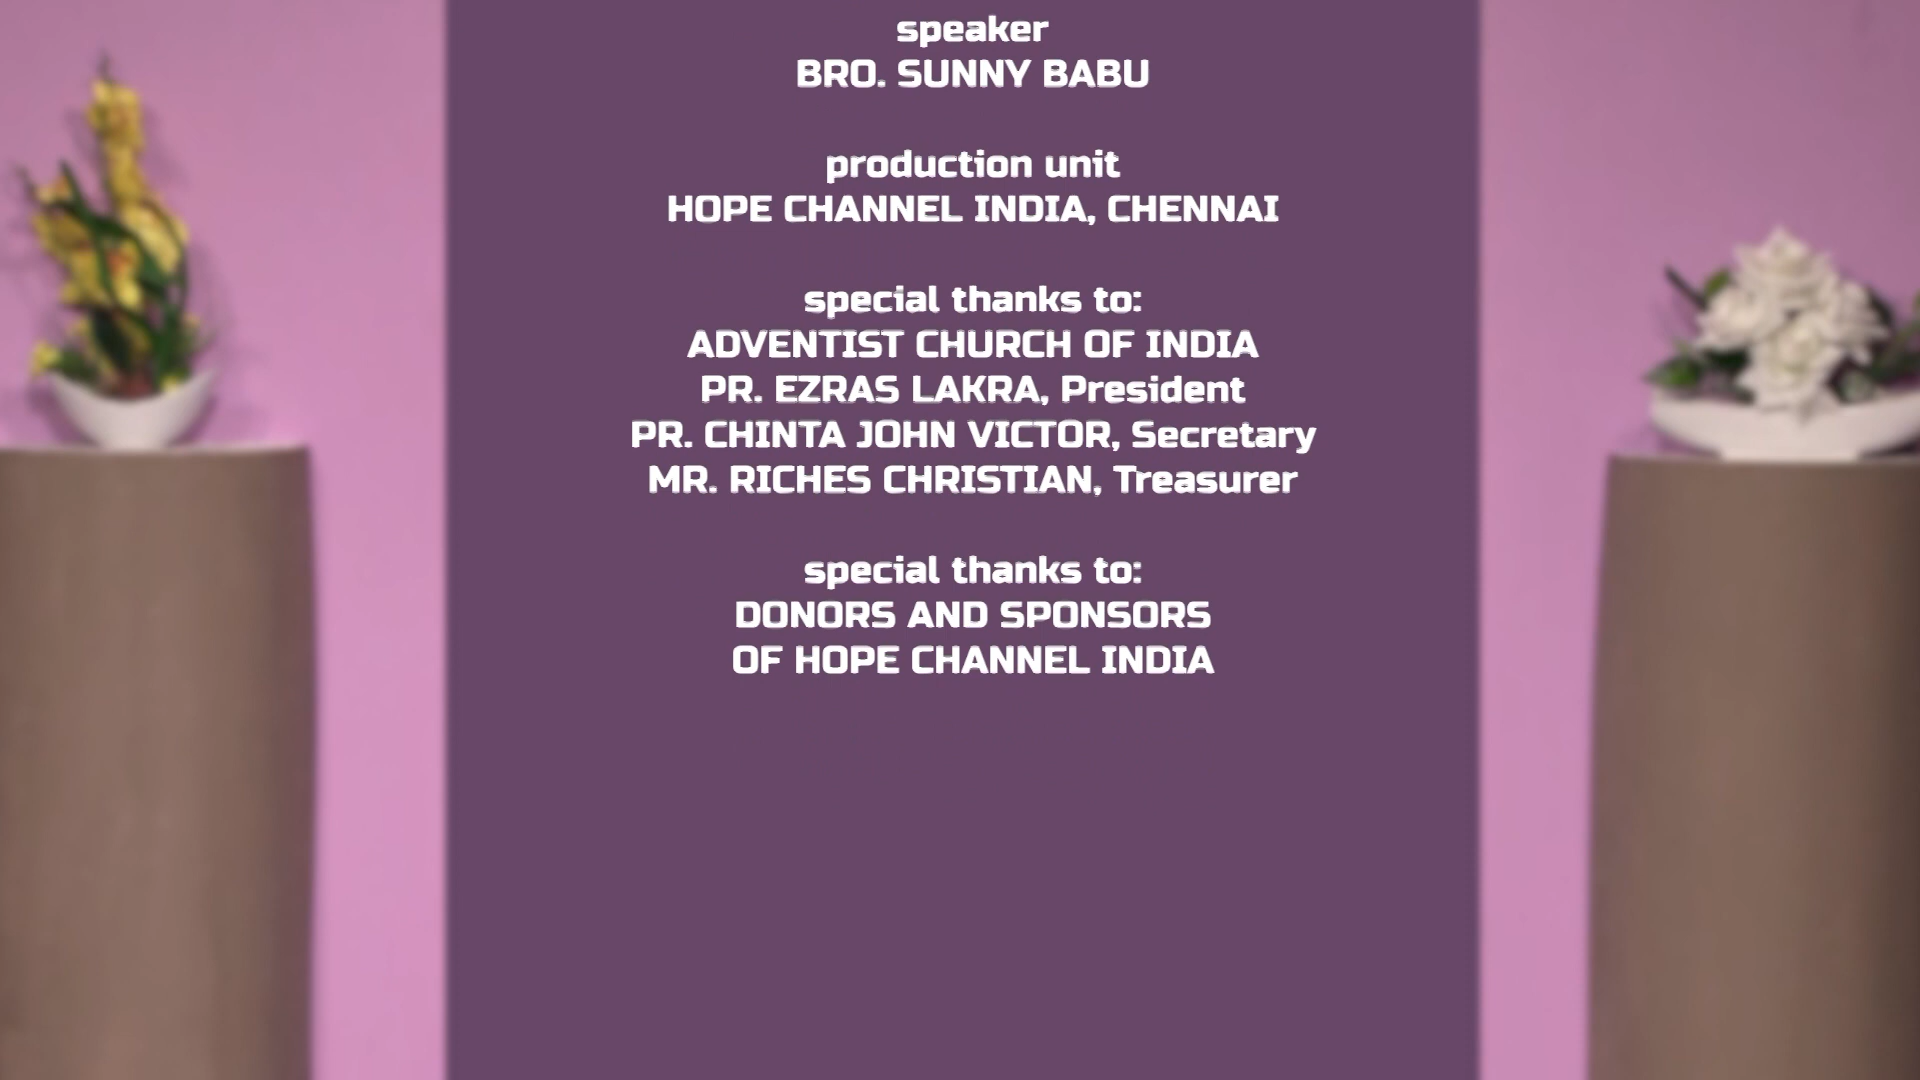 speaker
BRO. SUNNY BABU
production unit
HOPE CHANNEL INDIA, CHENNAI
special thanks to:
ADVENTIST CHURCH OF INDIA
PR. EZRAS LAKRA, President
PR. CHINTA JOHN VICTOR, Secretary
MR. RICHES CHRISTIAN, Treasurer
special thanks to:
DONORS AND SPONSORS
OF HOPE CHANNEL INDIA